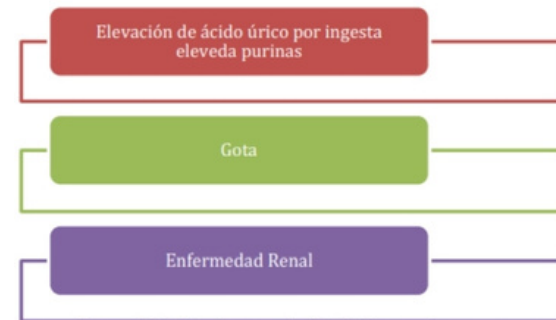 Elevación de ácido úrico por ingesta
eleveda purinas
Gota
Enfermedad Renal